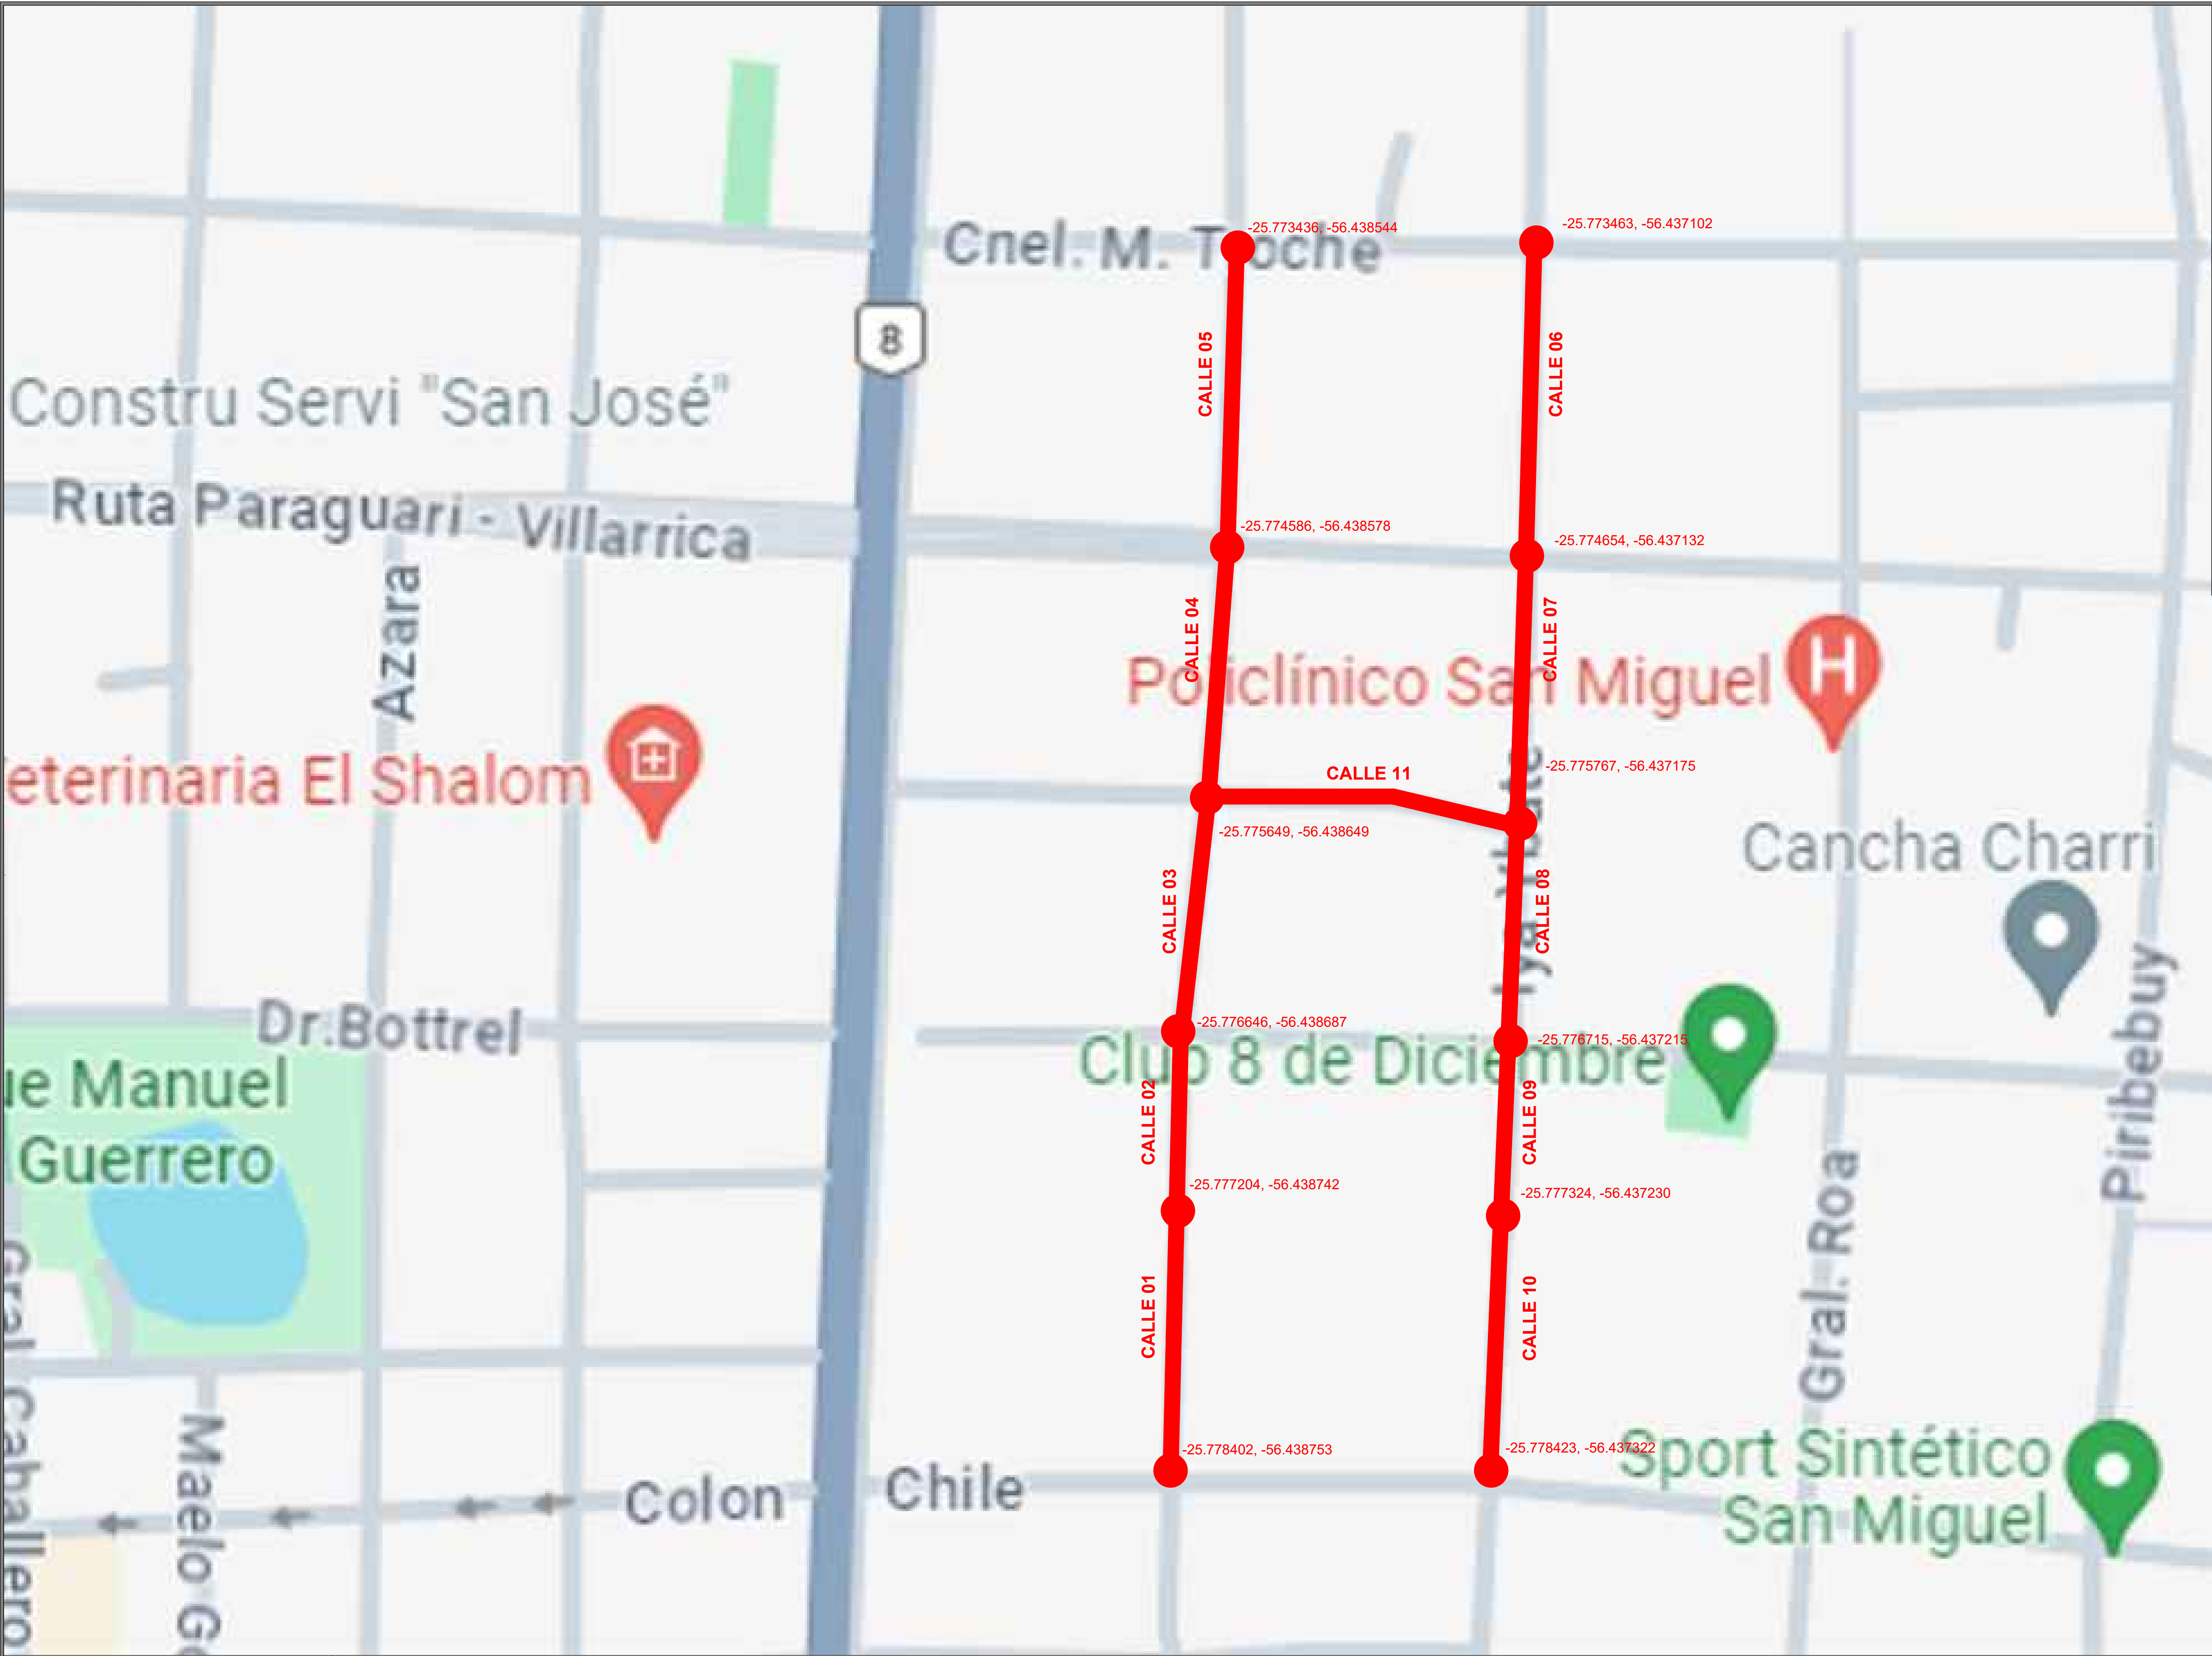 -25.773463, -56.437102
-25.773436, -56.438544
Cnel. M. Troche
8
CALLE 05
CALLE 06
Constru Servi "San José"
Ruta Paraguari - Villarrica
-25.774586, -56.438578
-25.774654, -56.437132
Azara
CALLE 04
CALLE 07
Policlínico San Miguel
H
eterinaria El Shalom
CALLE 11
-25.775767, -56.437175
-25.775649, -56.438649
Cancha Charri
CALLE 03
CALLE 08
Dr.Bottrel
-25.776646, -56.438687
-25.776715, -56.437215
Club 8 de Diciembre
ue Manuel
Guerrero
Piribebuy
CALLE 02
CALLE 09
-25.777204, -56.438742
-25.777324, -56.437230
Gral. Roa
Gral Caballero
CALLE 01
CALLE 10
-25.778402, -56.438753
-25.778423, -56.437322
Maelo Go
Colon
Chile
Sport Sintético
San Miguel